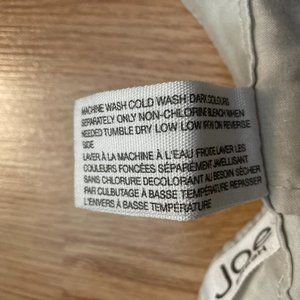 MACHINE WASH COLD WASH DARK COLOURS
SEPARATELY ONLY NON-CHLORINE BLEACH WHEN
NEEDED TUMBLE DRY LOW LOW IRON ON REVERSE
SIDE
LAVER À LA MACHINE À L'EAU FROIDE LAVER LES
COULEURS FONCÉES SÉPARÉMENT JAVELLISANT
SANS CHLORURE DECOLORANT AU BESOIN SÉCHER
PAR CULBUTAGE À BASSE TEMPÉRATURE REPASSER
L'ENVERS À BASSE TEMPÉRATURE
Joe